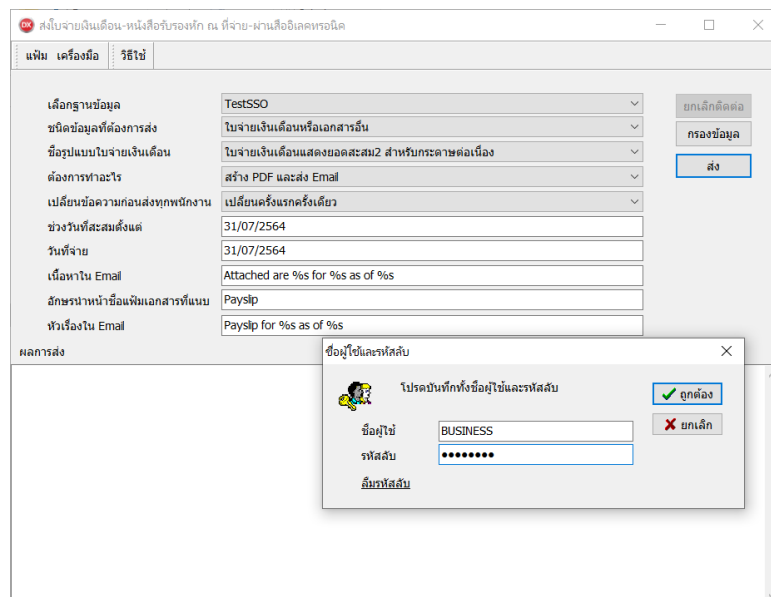 ส่งใบจ่ายเงินเดือน-หนังสือรับรองหัก ณ ที่จ่าย-ผ่านสื่ออิเลคทรอนิค
แฟ้ม เครื่องมือ วิธีใช้
เลือกฐานข้อมูล TestSSO ยกเลิกติดต่อ
ชนิดข้อมูลที่ต้องการส่ง ใบจ่ายเงินเดือนหรือเอกสารอื่น กรองข้อมูล
ชื่อรูปแบบใบจ่ายเงินเดือน ใบจ่ายเงินเดือนแสดงยอดสะสม2 สำหรับกระดาษต่อเนื่อง ส่ง
ต้องการทำอะไร สร้าง PDF และส่ง Email
เปลี่ยนข้อความก่อนส่งทุกพนักงาน เปลี่ยนครั้งแรกครั้งเดียว
ช่วงวันที่สะสมตั้งแต่ 31/07/2564
วันที่จ่าย 31/07/2564
เนื้อหาใน Email Attached are %s for %s as of %s
อักษรนำหน้าชื่อแฟ้มเอกสารที่แนบ Payslip
หัวเรื่องใน Email Payslip for %s as of %s
ผลการส่ง
ชื่อผู้ใช้และรหัสลับ
โปรดบันทึกทั้งชื่อผู้ใช้และรหัสลับ ถูกต้อง
ชื่อผู้ใช้ BUSINESS ยกเลิก
รหัสลับ ••••••••
ลืมรหัสลับ